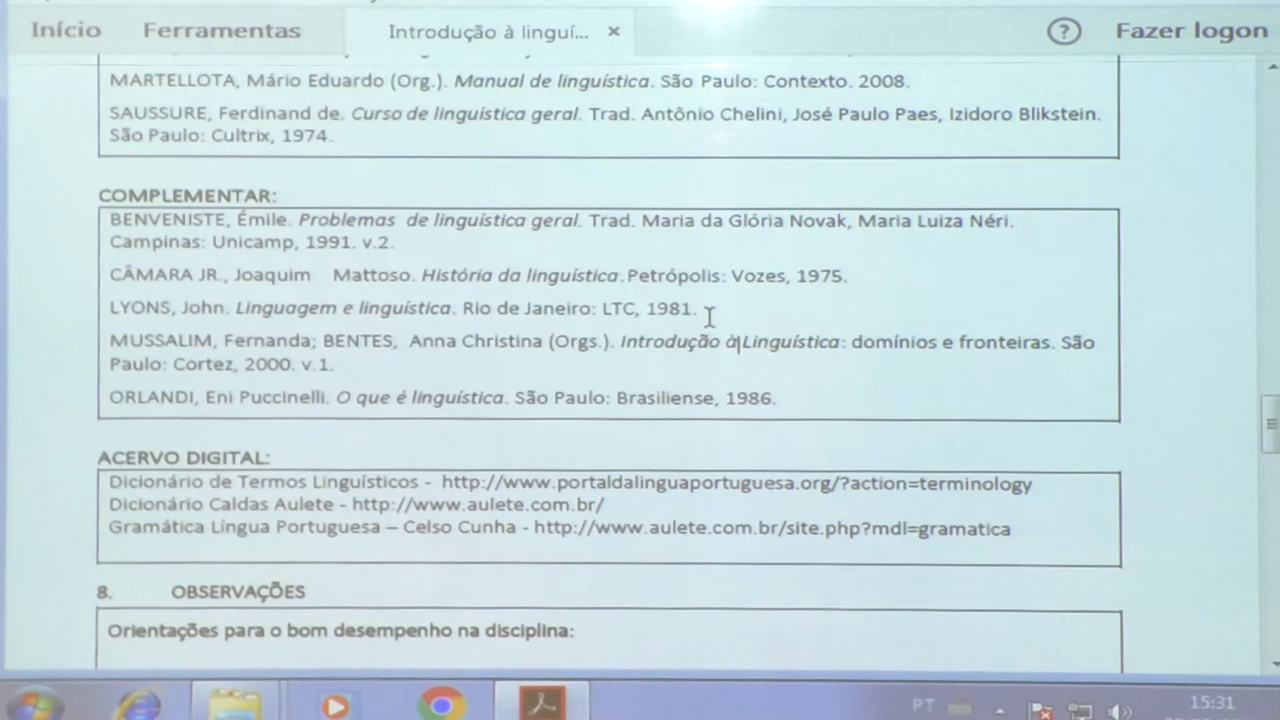 Início Ferramentas Introdução à linguí... × ? Fazer logon
MARTELLOTA, Mário Eduardo (Org.). Manual de linguística. São Paulo: Contexto. 2008.
SAUSSURE, Ferdinand de. Curso de linguística geral. Trad. Antônio Chelini, José Paulo Paes, Izidoro Blikstein.
São Paulo: Cultrix, 1974.
COMPLEMENTAR:
BENVENISTE, Émile. Problemas de linguística geral. Trad. Maria da Glória Novak, Maria Luiza Néri.
Campinas: Unicamp, 1991. v.2.
CÂMARA JR., Joaquim Mattoso. História da linguística. Petrópolis: Vozes, 1975.
LYONS, John. Linguagem e linguística. Rio de Janeiro: LTC, 1981.
MUSSALIM, Fernanda; BENTES, Anna Christina (Orgs.). Introdução à Linguística: domínios e fronteiras. São
Paulo: Cortez, 2000. v.1.
ORLANDI, Eni Puccinelli. O que é linguística. São Paulo: Brasiliense, 1986.
ACERVO DIGITAL:
Dicionário de Termos Linguísticos - http://www.portaldalinguaportuguesa.org/?action=terminology
Dicionário Caldas Aulete - http://www.aulete.com.br/
Gramática Língua Portuguesa – Celso Cunha - http://www.aulete.com.br/site.php?mdl=gramatica
8. OBSERVAÇÕES
Orientações para o bom desempenho na disciplina:
PT 15:31